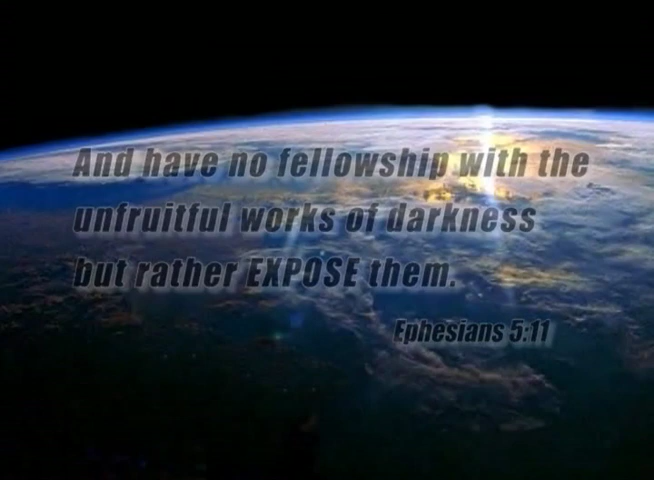 And have no fellowship with the
unfruitful works of darkness
but rather EXPOSE them.
Ephesians 5:11